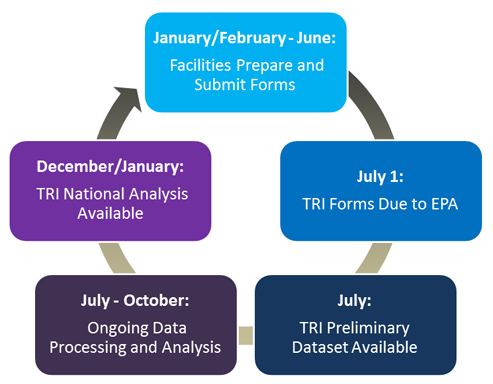 January/February - June:
Facilities Prepare and
Submit Forms
July 1:
TRI Forms Due to EPA
July:
TRI Preliminary
Dataset Available
July - October:
Ongoing Data
Processing and Analysis
December/January:
TRI National Analysis
Available